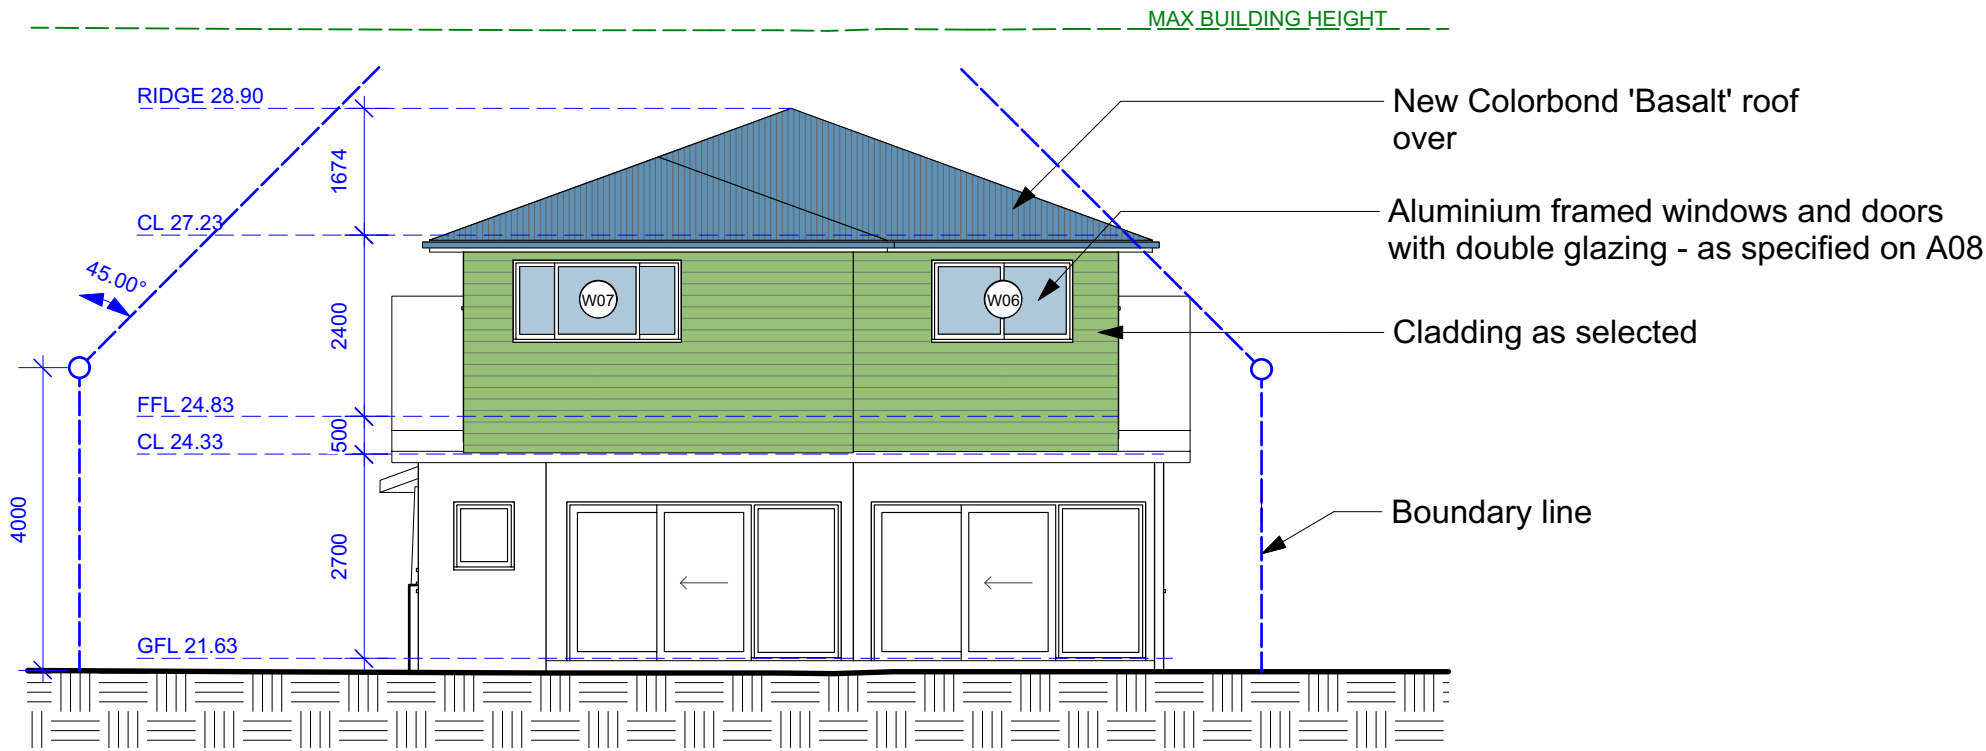 MAX BUILDING HEIGHT
RIDGE 28.90
New Colorbond 'Basalt' roof
over
1674
CL 27.23
Aluminium framed windows and doors
with double glazing - as specified on A08
45.00°
W07
W06
2400
Cladding as selected
FFL 24.83
500
CL 24.33
4000
2700
Boundary line
GFL 21.63